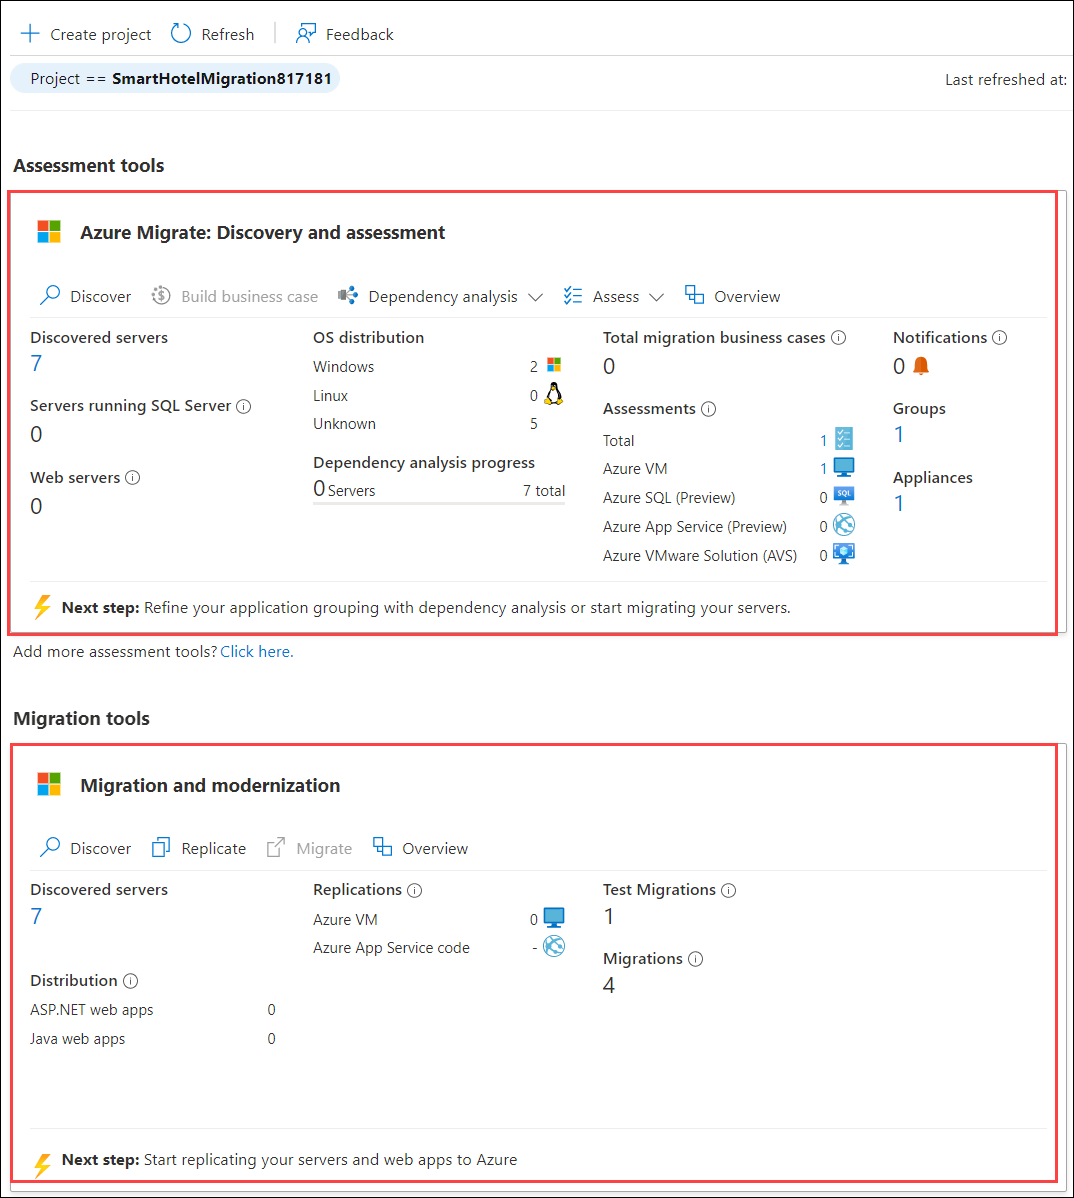 Create project Refresh Feedback
Project == SmartHotelMigration817181 Last refreshed at:
Assessment tools
Azure Migrate: Discovery and assessment
Discover Build business case Dependency analysis Assess Overview
Discovered servers
7
Servers running SQL Server
0
Web servers
0
OS distribution
Windows 2
Linux 0
Unknown 5
Dependency analysis progress
0 Servers 7 total
Total migration business cases
0
Assessments
Total 1
Azure VM 1
Azure SQL (Preview) 0 SQL
Azure App Service (Preview) 0
Azure VMware Solution (AVS) 0
Notifications
0
Groups
1
Appliances
1
Next step: Refine your application grouping with dependency analysis or start migrating your servers.
Add more assessment tools? Click here.
Migration tools
Migration and modernization
Discover Replicate Migrate Overview
Discovered servers
7
Distribution
ASP.NET web apps 0
Java web apps 0
Replications
Azure VM 0
Azure App Service code -
Test Migrations
1
Migrations
4
Next step: Start replicating your servers and web apps to Azure